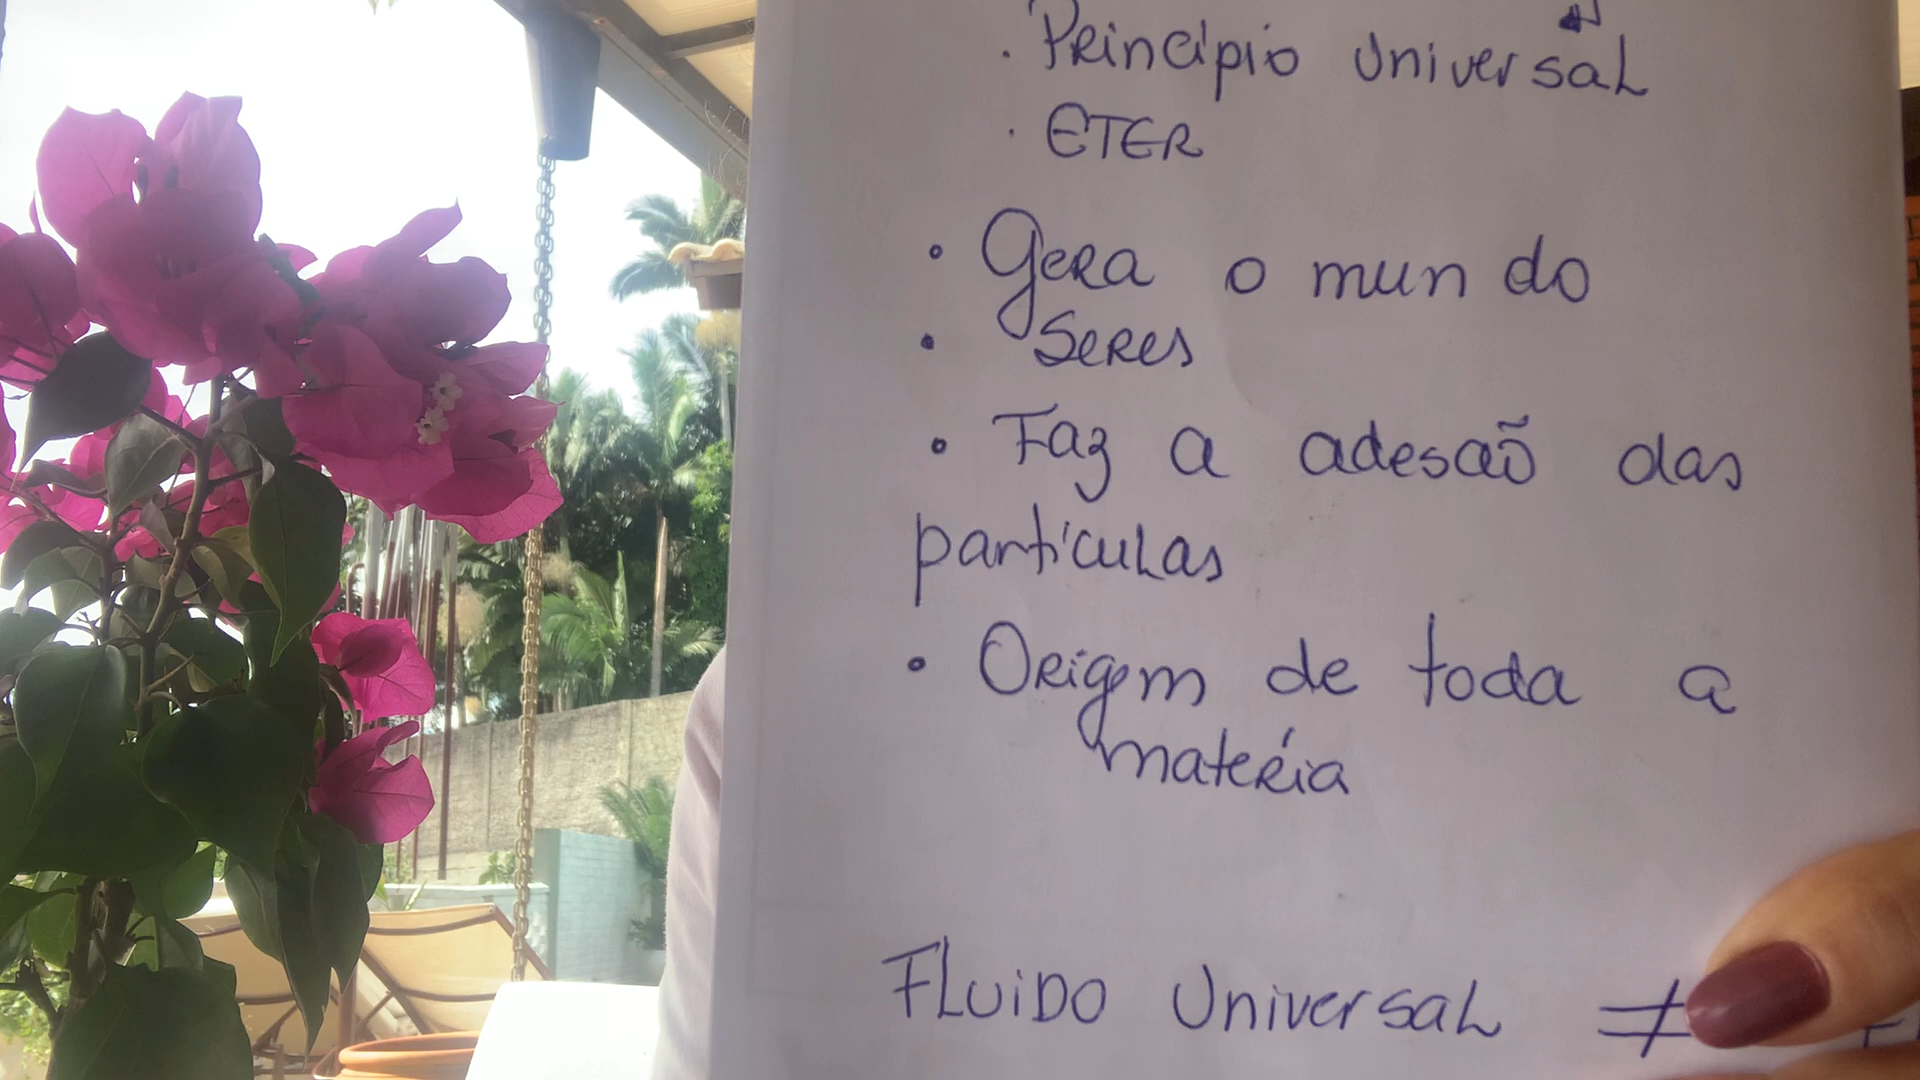 · Princípio Universal
· ETER
• Gera o mundo
• Seres
• Faz a adesão das
partículas
• Origem de toda a
matéria
FLUIDO Universal ≠